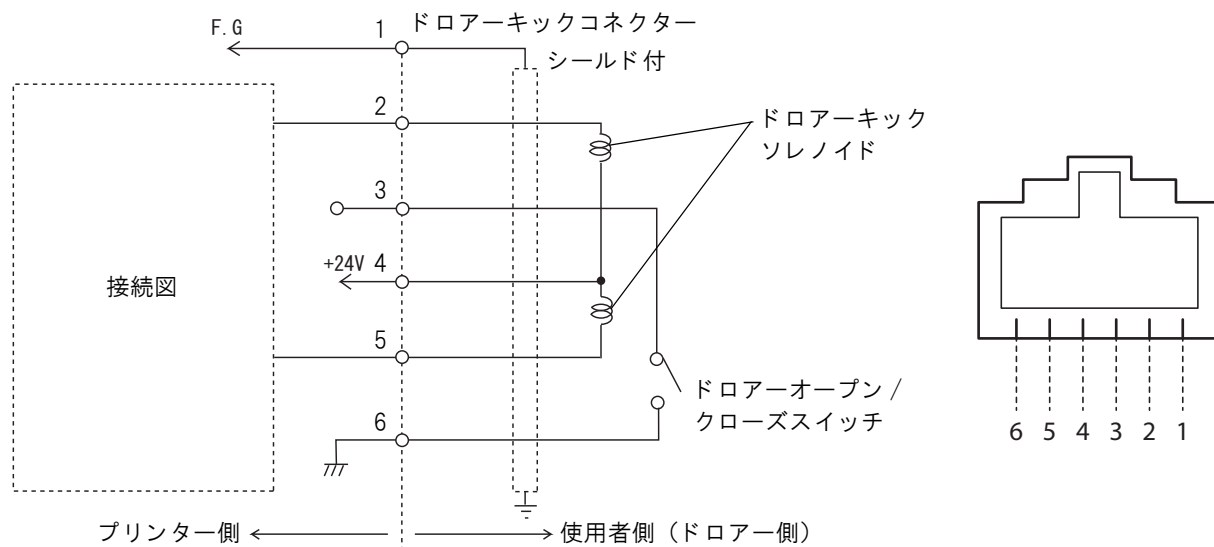 F.G
1
ドロアーキックコネクター
シールド付
2
ドロアーキック
ソレノイド
3
+24V
4
接続図
5
ドロアーオープン /
クローズスイッチ
6
プリンター側
使用者側（ドロアー側）
6 5 4 3 2 1